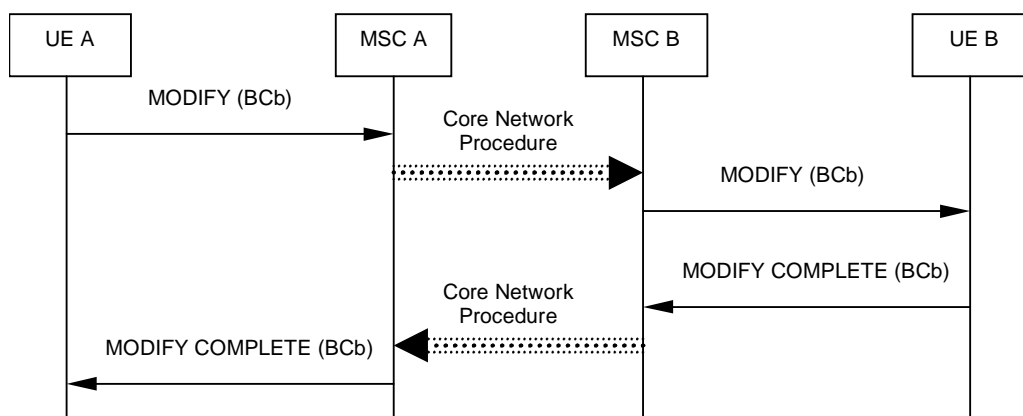 UE A
MSC A
MSC B
UE B
MODIFY (BCb)
Core Network
Procedure
MODIFY (BCb)
MODIFY COMPLETE (BCb)
Core Network
Procedure
MODIFY COMPLETE (BCb)